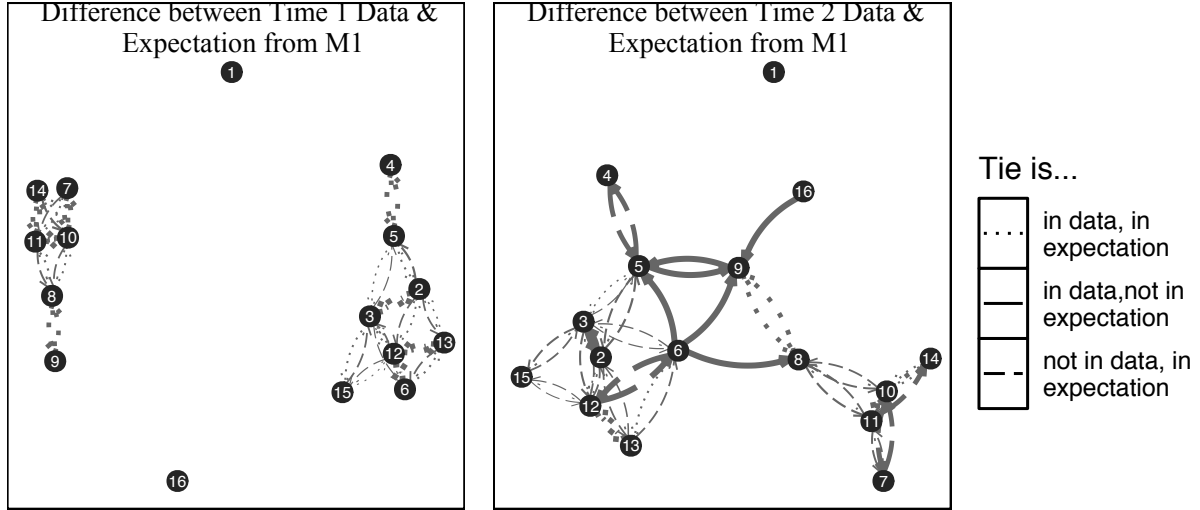 Difference between Time 1 Data &
Expectation from M1
1
4
14
7
11
10
5
8
2
3
13
12
9
15
6
16
Difference between Time 2 Data &
Expectation from M1
1
4
16
5
9
3
2
6
8
14
15
10
12
11
13
7
Tie is...
in data, in
expectation
in data,not in
expectation
not in data, in
expectation